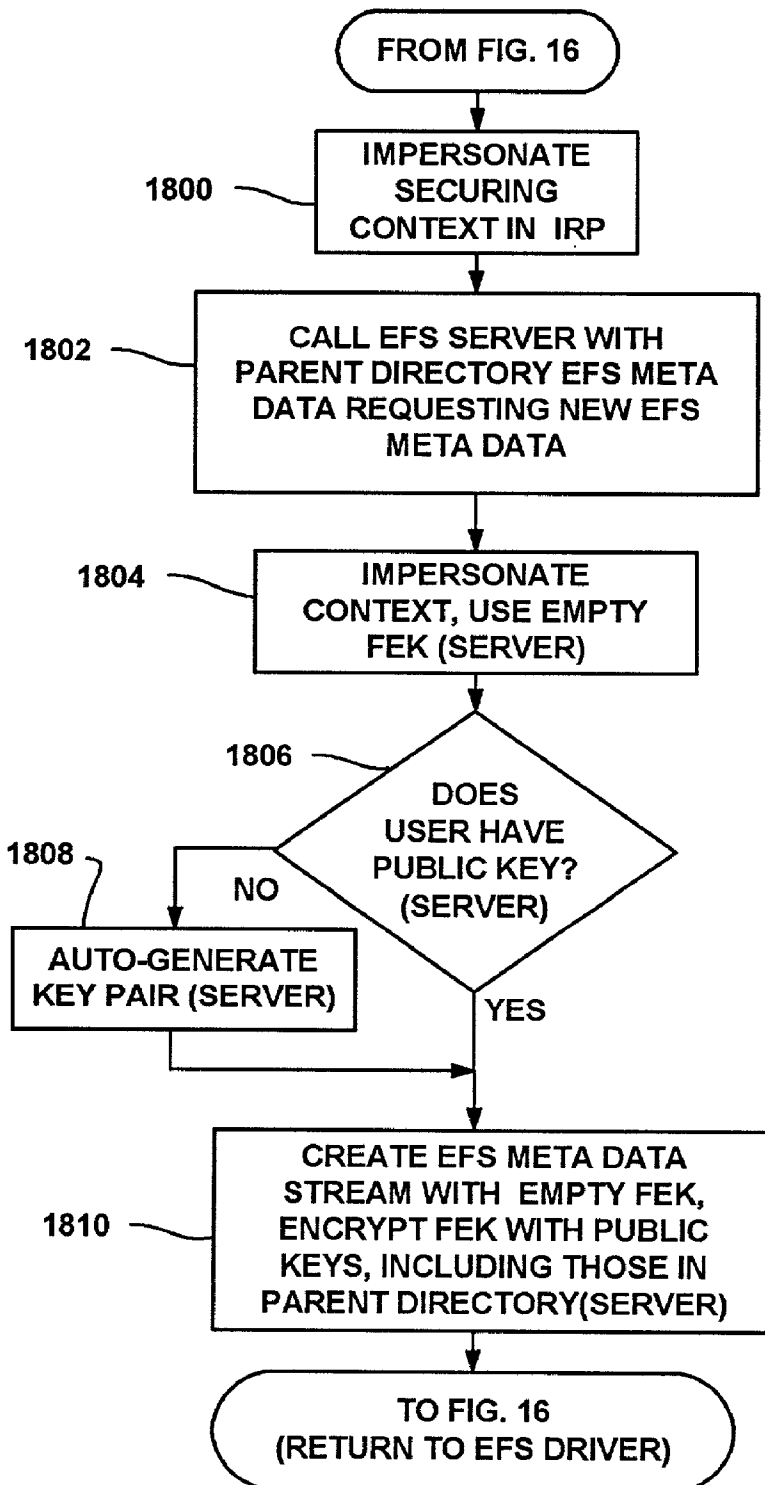 FROM FIG. 16
1800
IMPERSONATE
SECURING
CONTEXT IN IRP
1802
CALL EFS SERVER WITH
PARENT DIRECTORY EFS META
DATA REQUESTING NEW EFS
META DATA
1804
IMPERSONATE
CONTEXT, USE EMPTY
FEK (SERVER)
1806
DOES
USER HAVE
PUBLIC KEY?
(SERVER)
1808
NO
AUTO-GENERATE
KEY PAIR (SERVER)
YES
1810
CREATE EFS META DATA
STREAM WITH EMPTY FEK,
ENCRYPT FEK WITH PUBLIC
KEYS, INCLUDING THOSE IN
PARENT DIRECTORY(SERVER)
TO FIG. 16
(RETURN TO EFS DRIVER)